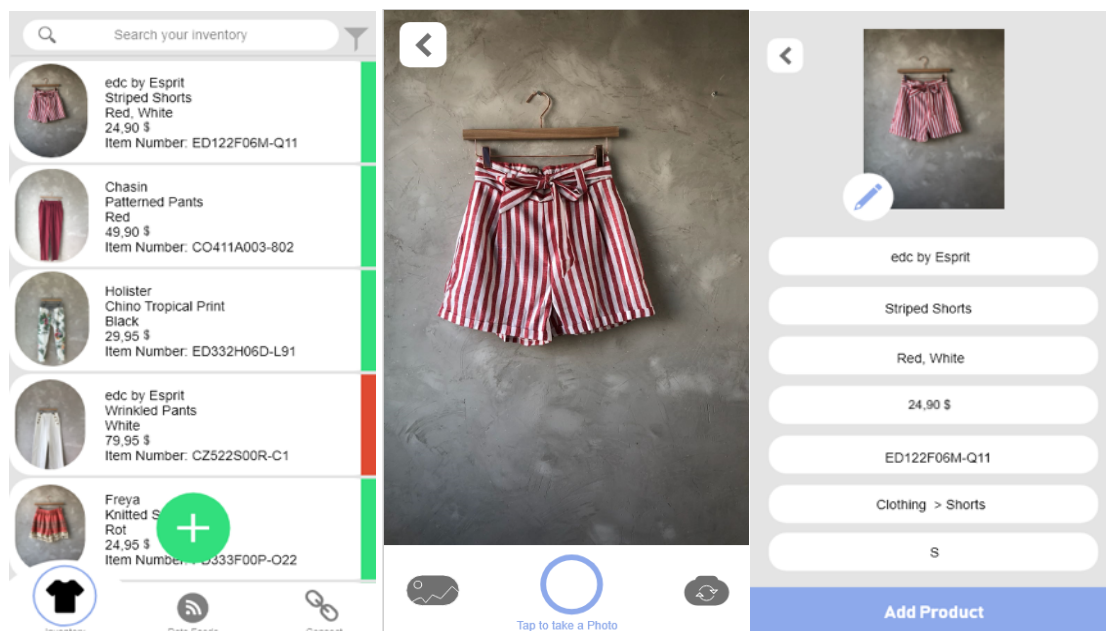 Search your inventory
edc by Esprit
Striped Shorts
Red, White
24,90 $
Item Number: ED122F06M-Q11
Chasin
Patterned Pants
Red
49,90 $
Item Number: CO411A003-802
Holister
Chino Tropical Print
Black
29,95 $
Item Number: ED332H06D-L91
edc by Esprit
Wrinkled Pants
White
79,95 $
Item Number: CZ522S00R-C1
Freya
Knitted
Rot
24,95 $
Item
Tap to take a Photo
edc by Esprit
Striped Shorts
Red, White
24,90 $
ED122F06M-Q11
Clothing > Shorts
S
Add Product